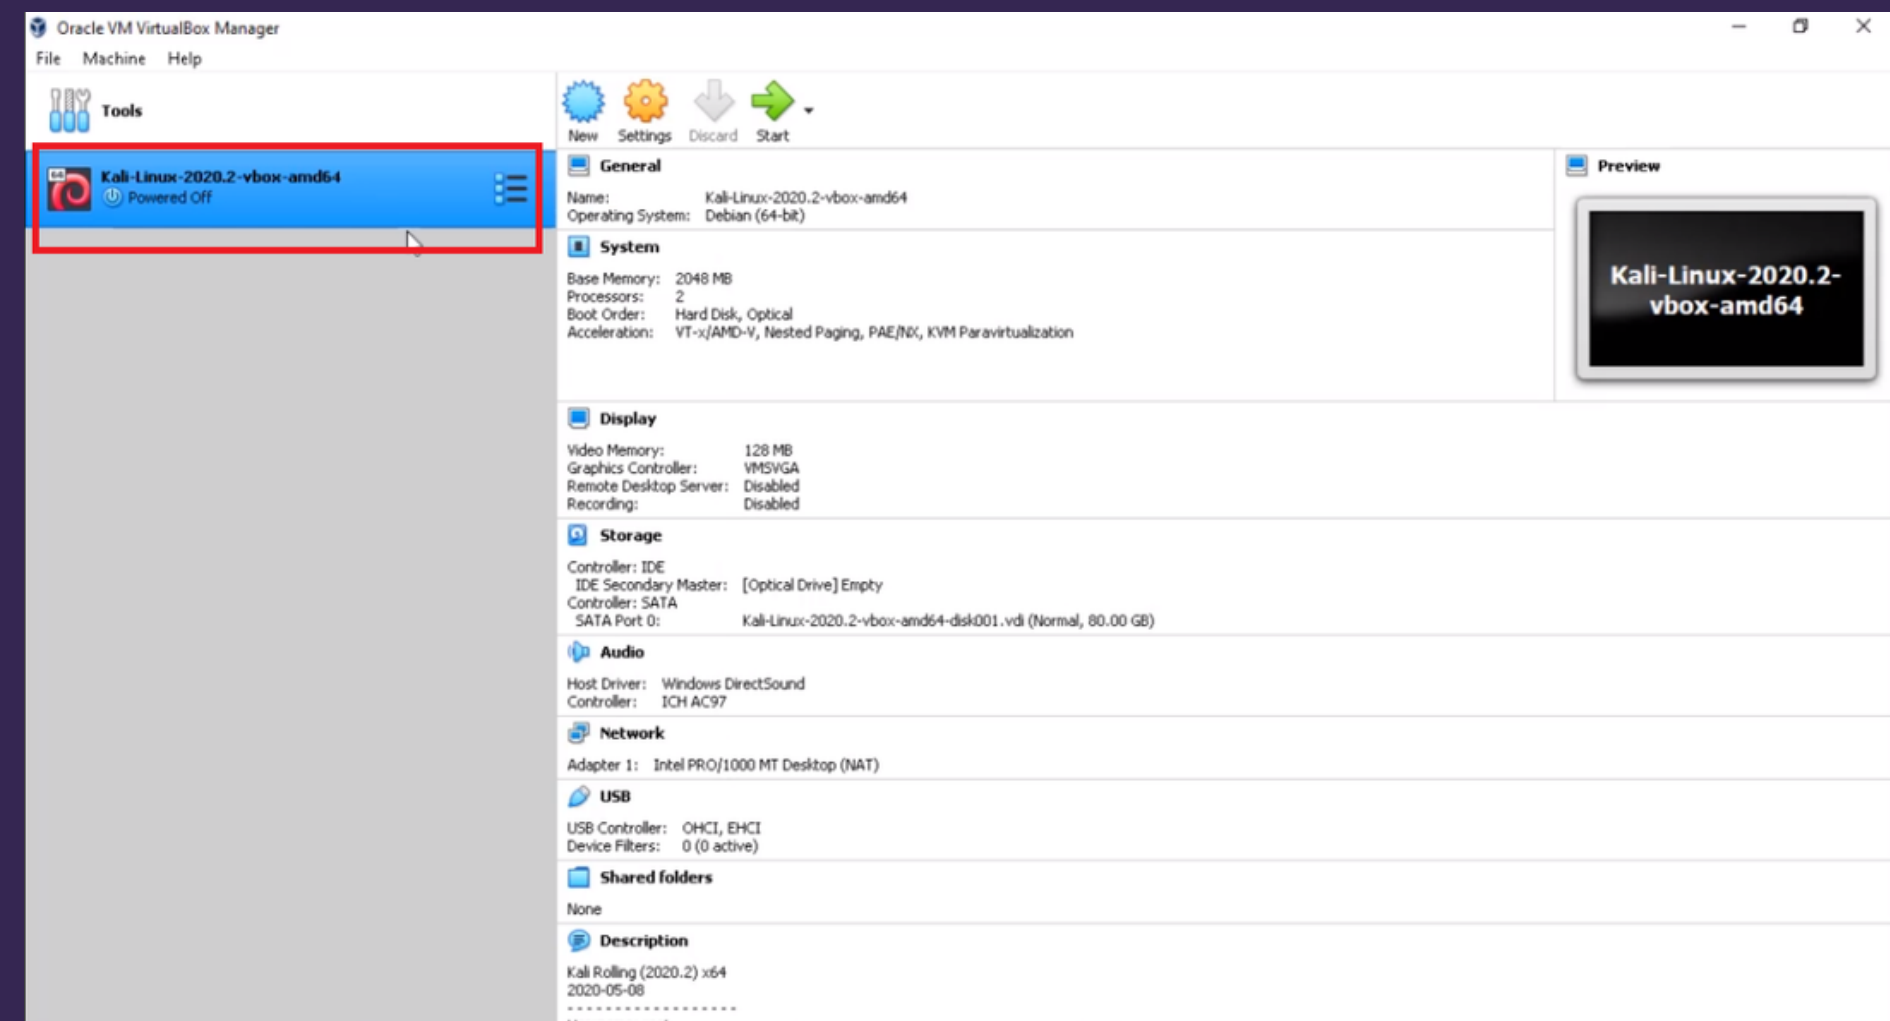 Oracle VM VirtualBox Manager
File Machine Help
Tools
New Settings Discard Start
64
Kali-Linux-2020.2-vbox-amd64
Powered Off
General
Name: Kali-Linux-2020.2-vbox-amd64
Operating System: Debian (64-bit)
System
Base Memory: 2048 MB
Processors: 2
Boot Order: Hard Disk, Optical
Acceleration: VT-x/AMD-V, Nested Paging, PAE/NX, KVM Paravirtualization
Preview
Kali-Linux-2020.2-
vbox-amd64
Display
Video Memory: 128 MB
Graphics Controller: VMSVGA
Remote Desktop Server: Disabled
Recording: Disabled
Storage
Controller: IDE
IDE Secondary Master: [Optical Drive] Empty
Controller: SATA
SATA Port 0: Kali-Linux-2020.2-vbox-amd64-disk001.vdi (Normal, 80.00 GB)
Audio
Host Driver: Windows DirectSound
Controller: ICH AC97
Network
Adapter 1: Intel PRO/1000 MT Desktop (NAT)
USB
USB Controller: OHCI, EHCI
Device Filters: 0 (0 active)
Shared folders
None
Description
Kali Rolling (2020.2) x64
2020-05-08
- - - - - - - - - - - - - - - - - -